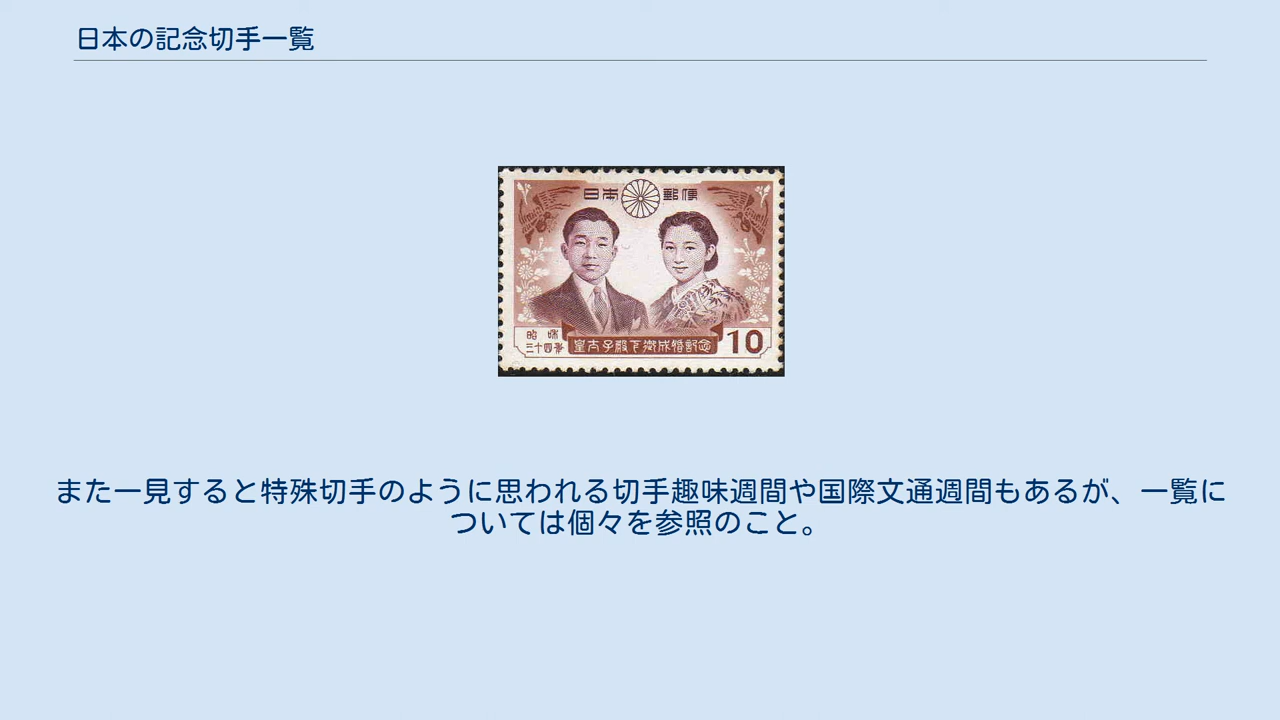 日本の記念切手一覧
日本 郵便
昭和
三十四年
皇太子殿下御成婚記念
10
また一見すると特殊切手のように思われる切手趣味週間や国際文通週間もあるが、一覧に
ついては個々を参照のこと。